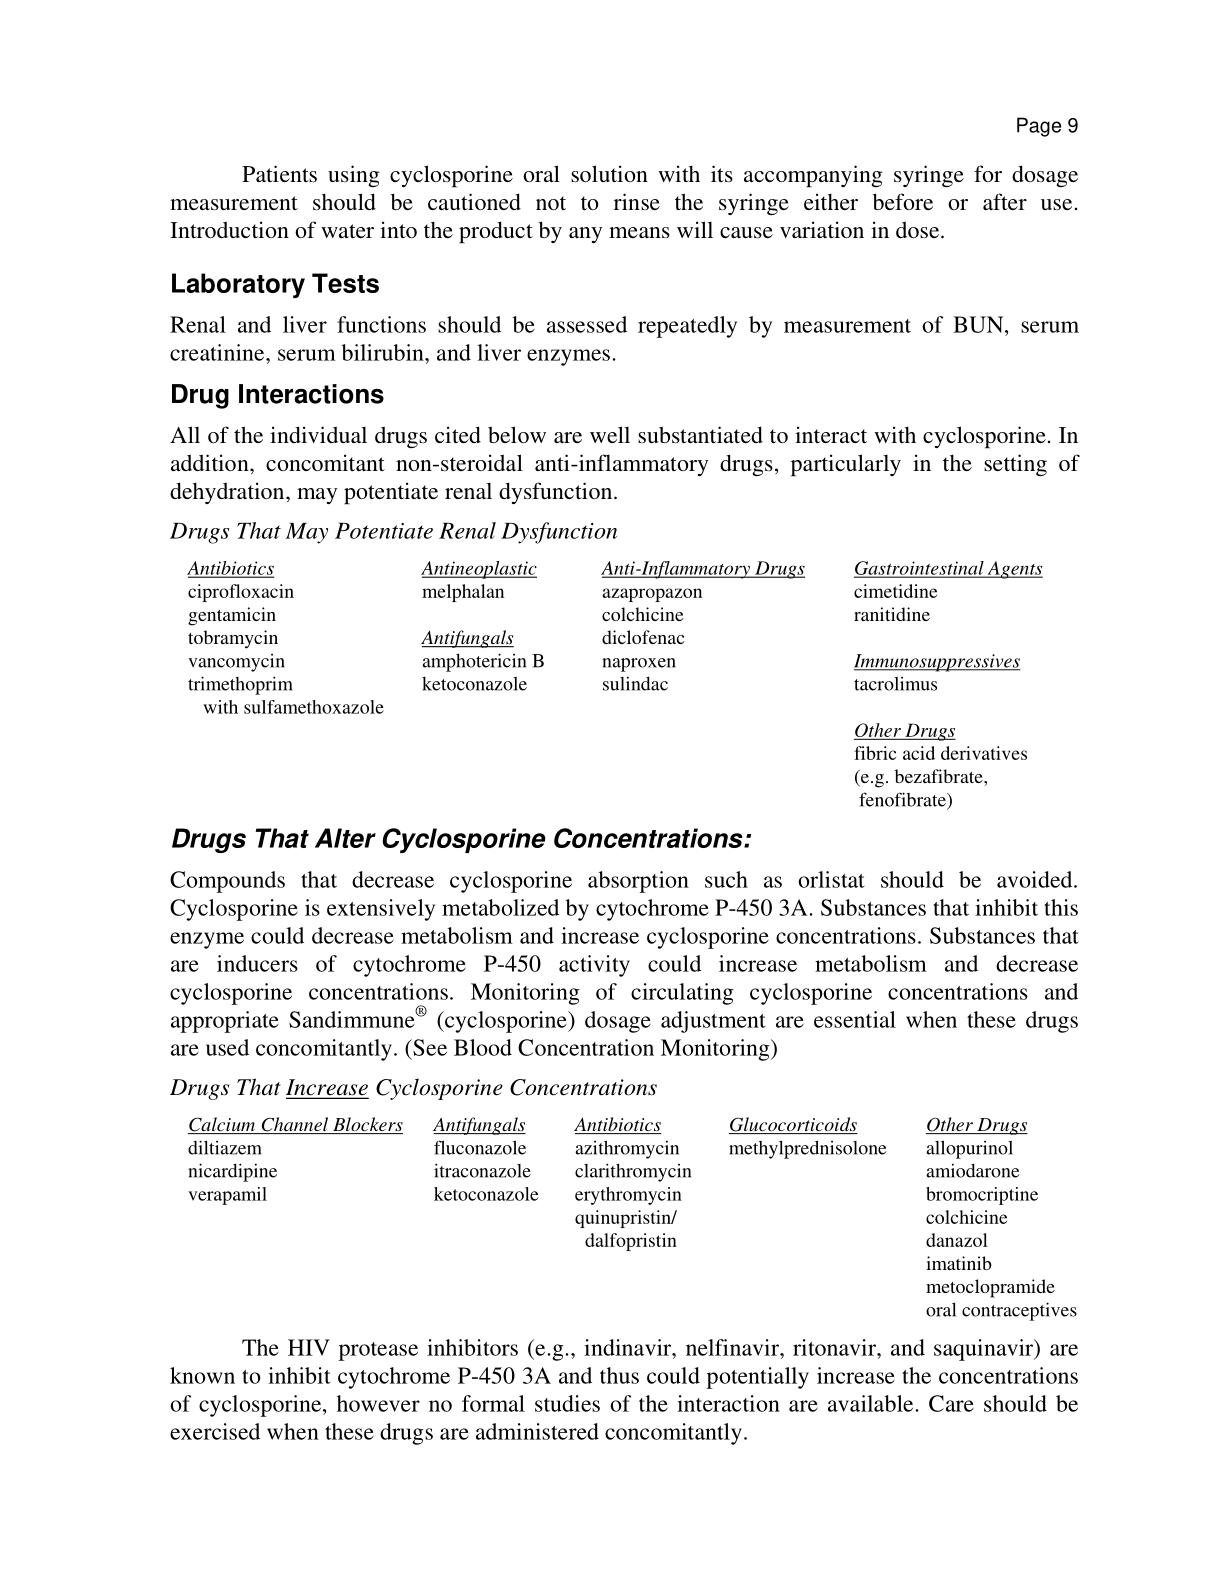 Page 9
Patients using cyclosporine oral solution with its accompanying syringe for dosage
measurement should be cautioned not to rinse the syringe either before or after use.
Introduction of water into the product by any means will cause variation in dose.
Laboratory Tests
Renal and liver functions should be assessed repeatedly by measurement of BUN, serum
creatinine, serum bilirubin, and liver enzymes.
Drug Interactions
All of the individual drugs cited below are well substantiated to interact with cyclosporine. In
addition, concomitant non-steroidal anti-inflammatory drugs, particularly in the setting of
dehydration, may potentiate renal dysfunction.
Drugs That May Potentiate Renal Dysfunction
Antibiotics
ciprofloxacin
gentamicin
tobramycin
vancomycin
trimethoprim
with sulfamethoxazole
Antineoplastic
melphalan
Antifungals
amphotericin B
ketoconazole
Anti-Inflammatory Drugs
azapropazon
colchicine
diclofenac
naproxen
sulindac
Gastrointestinal Agents
cimetidine
ranitidine
Immunosuppressives
tacrolimus
Other Drugs
fibric acid derivatives
(e.g. bezafibrate,
fenofibrate)
Drugs That Alter Cyclosporine Concentrations:
Compounds that decrease cyclosporine absorption such as orlistat should be avoided.
Cyclosporine is extensively metabolized by cytochrome P-450 3A. Substances that inhibit this
enzyme could decrease metabolism and increase cyclosporine concentrations. Substances that
are inducers of cytochrome P-450 activity could increase metabolism and decrease
cyclosporine concentrations. Monitoring of circulating cyclosporine concentrations and
appropriate Sandimmune® (cyclosporine) dosage adjustment are essential when these drugs
are used concomitantly. (See Blood Concentration Monitoring)
Drugs That Increase Cyclosporine Concentrations
Calcium Channel Blockers
diltiazem
nicardipine
verapamil
Antifungals
fluconazole
itraconazole
ketoconazole
Antibiotics
azithromycin
clarithromycin
erythromycin
quinupristin/
dalfopristin
Glucocorticoids
methylprednisolone
Other Drugs
allopurinol
amiodarone
bromocriptine
colchicine
danazol
imatinib
metoclopramide
oral contraceptives
The HIV protease inhibitors (e.g., indinavir, nelfinavir, ritonavir, and saquinavir) are
known to inhibit cytochrome P-450 3A and thus could potentially increase the concentrations
of cyclosporine, however no formal studies of the interaction are available. Care should be
exercised when these drugs are administered concomitantly.